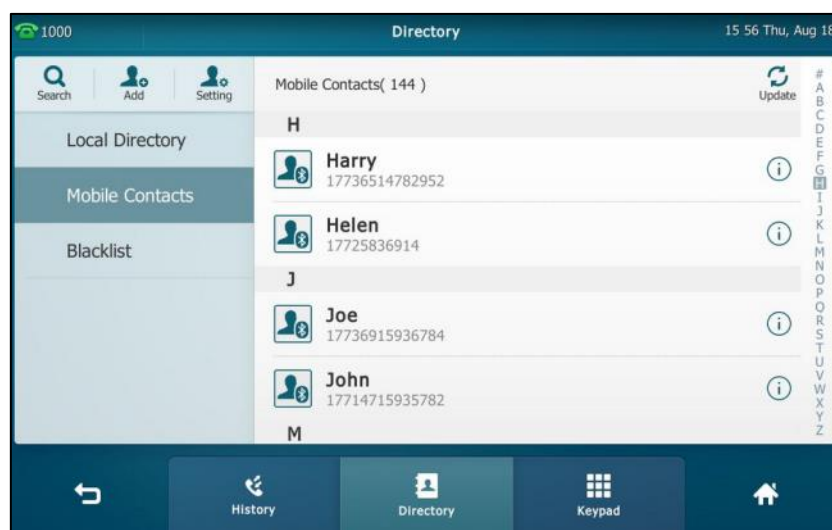 1000
Directory
15 56 Thu, Aug 18
Search
Add
Setting
Local Directory
Mobile Contacts
Blacklist
Mobile Contacts( 144 )
Update
H
Harry
17736514782952
Helen
17725836914
J
Joe
17736915936784
John
17714715935782
M
#
A
B
C
D
E
F
G
H
I
J
K
L
M
N
O
P
Q
R
S
T
U
V
W
X
Y
Z
History
Directory
Keypad